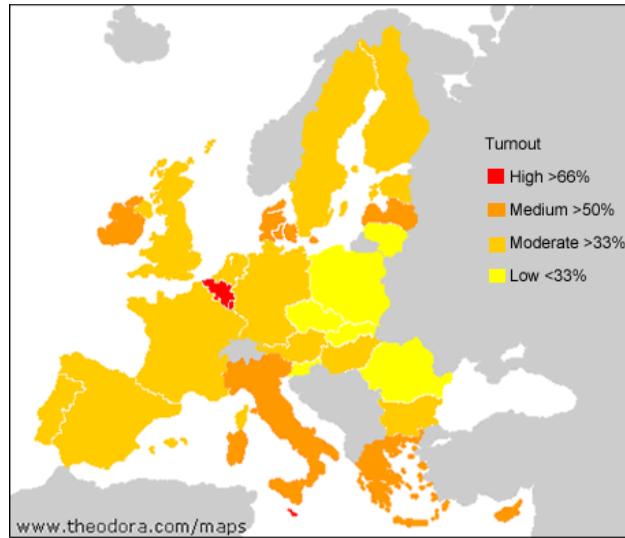 Turnout
High >66%
Medium >50%
Moderate >33%
Low <33%
www.theodora.com/maps